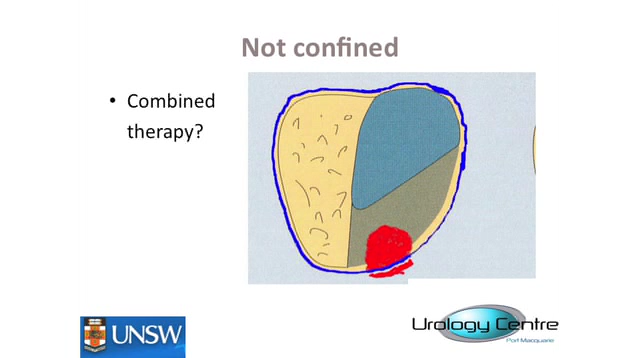 Not confined
• Combined
therapy?
UNSW
Urology Centre
Port Macquarie